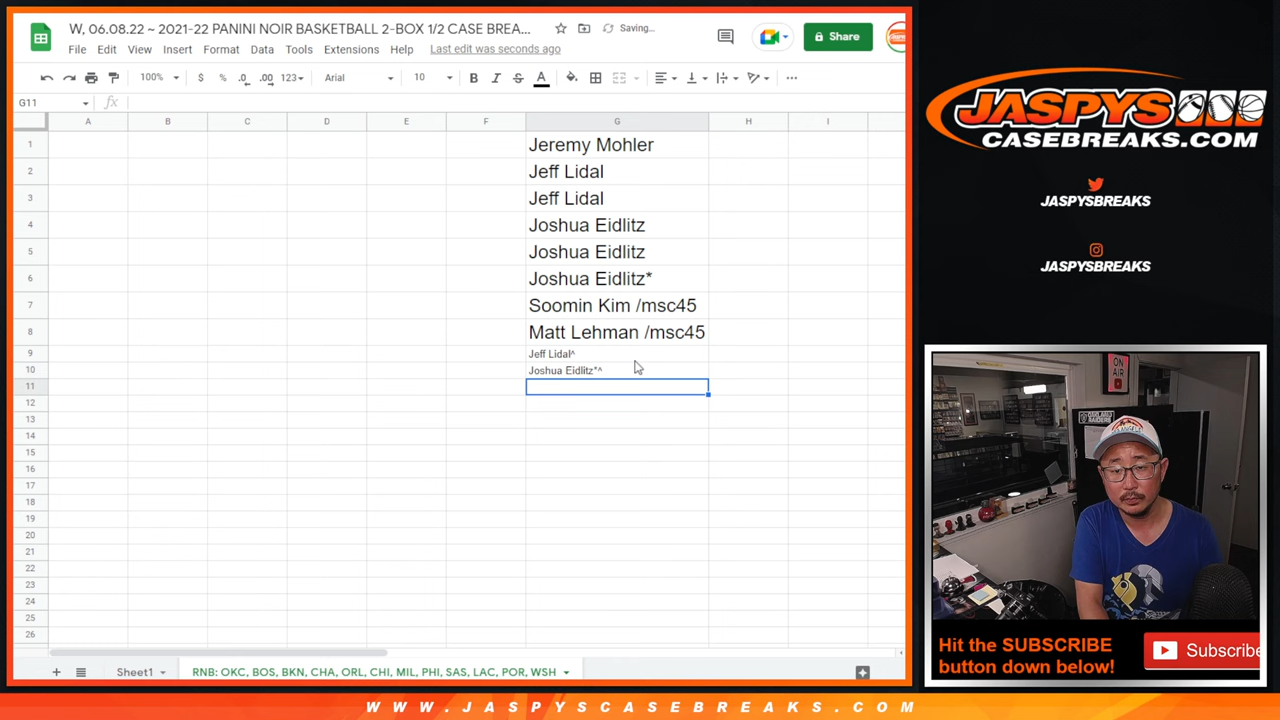 W, 06.08.22 ~ 2021-22 PANINI NOIR BASKETBALL 2-BOX 1/2 CASE BREA...
Saving...
Share
File Edit View Insert Format Data Tools Extensions Help Last edit was seconds ago
100% $ % .0 .00 123 Arial 10 B I S A
G11 fx
A B C D E F G H I
1 Jeremy Mohler
2 Jeff Lidal
3 Jeff Lidal
4 Joshua Eidlitz
5 Joshua Eidlitz
6 Joshua Eidlitz*
7 Soomin Kim /msc45
8 Matt Lehman /msc45
9 Jeff Lidal^
10 Joshua Eidlitz*^
11
12
13
14
15
16
17
18
19
20
21
22
23
24
25
26
Sheet1 RNB: OKC, BOS, BKN, CHA, ORL, CHI, MIL, PHI, SAS, LAC, POR, WSH
JASPYS
CASEBREAKS.COM
JASPYSBREAKS
JASPYSBREAKS
ON AIR
OAKLAND
RAIDERS
Hit the SUBSCRIBE
button down below!
Subscribe
WWW.JASPYSCASEBREAKS.COM